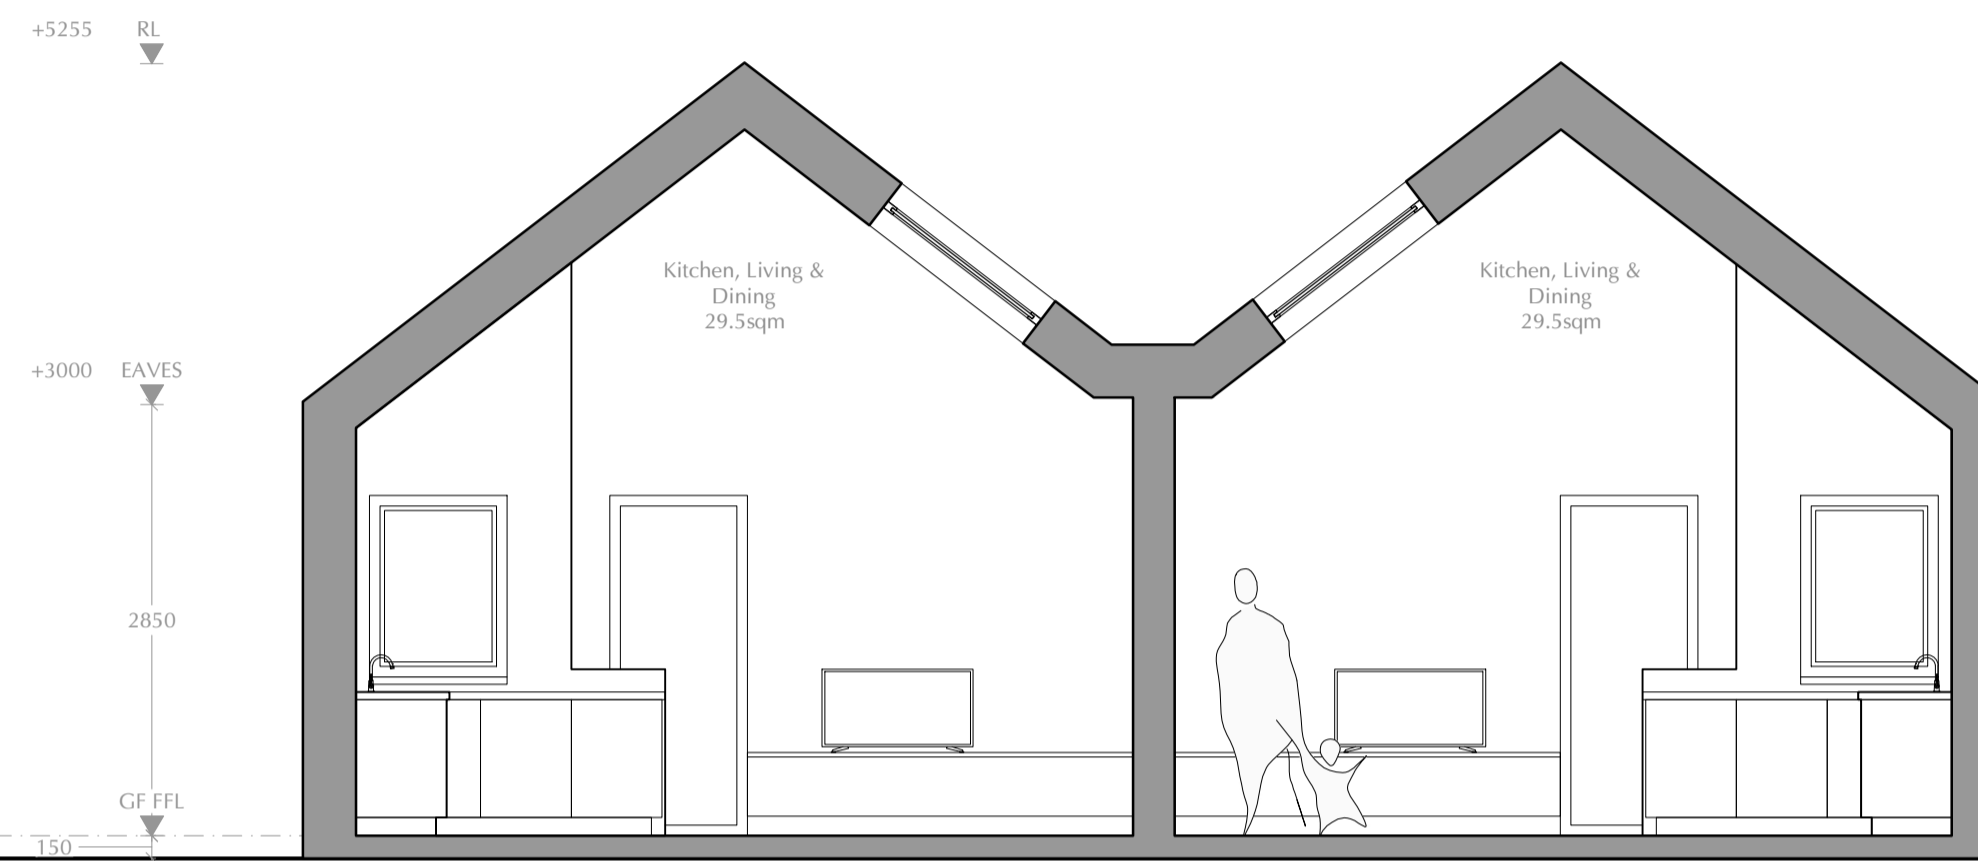 +5255 RL
Kitchen, Living &
Dining
29.5sqm
Kitchen, Living &
Dining
29.5sqm
+3000 EAVES
2850
GF FFL
150